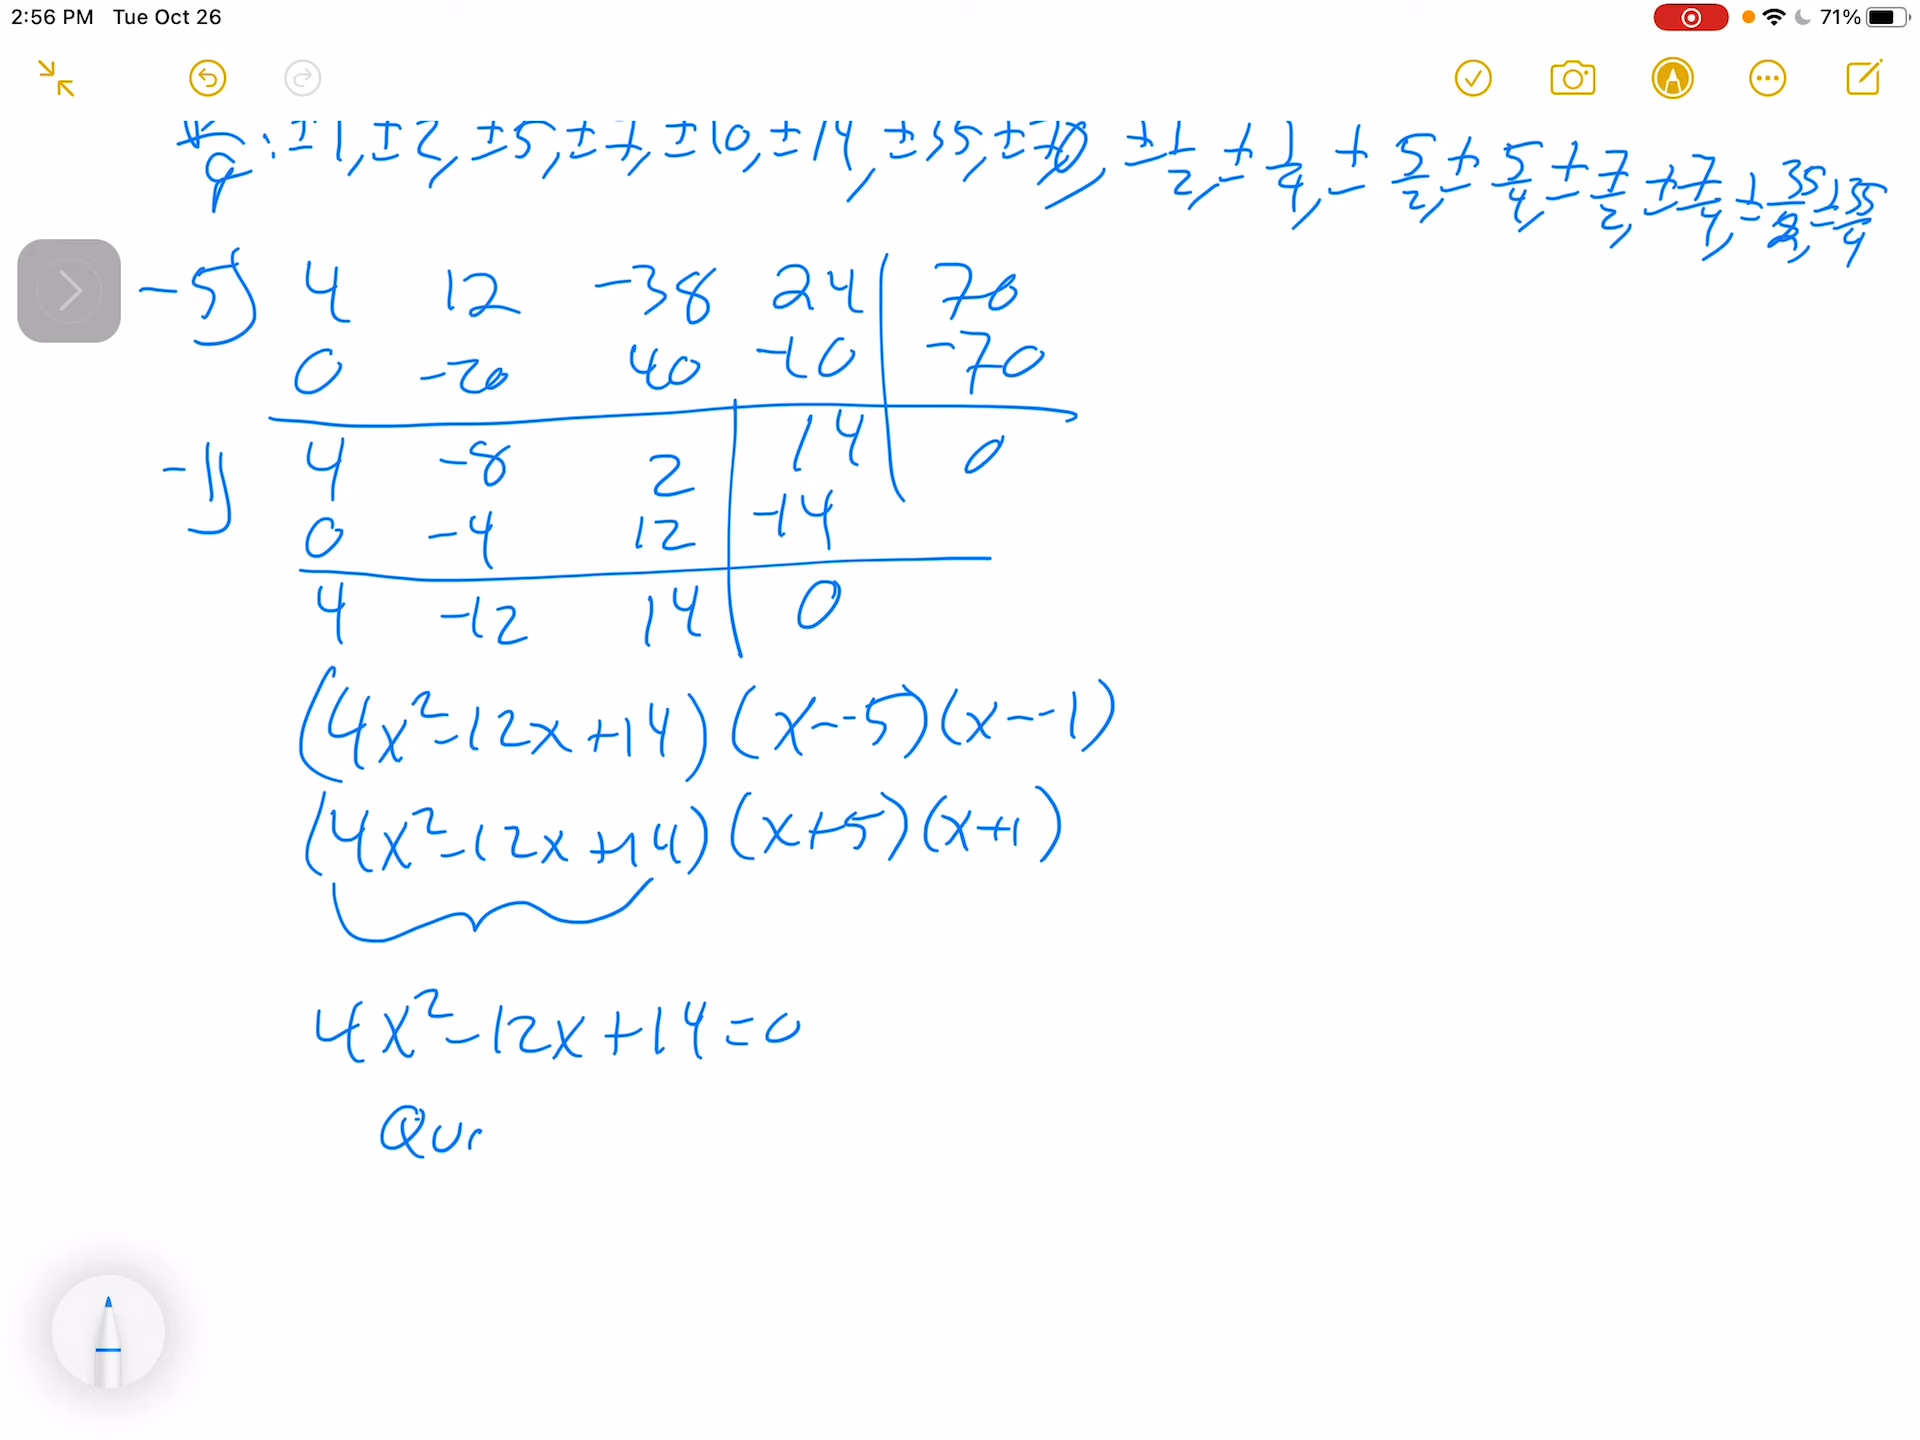 2:56 PM Tue Oct 26 71%
q : ±1, ±2, ±5, ±7, ±10, ±14, ±35, ±70, ±1/2, ±1/4, ±5/2, ±5/4, ±7/2, ±7/4, ±35/2, ±35/4
-5 4 12 -38 24 70
0 -20 40 -10 -70
-1 4 -8 2 14 0
0 -4 12 -14
4 -12 14 0
(4x²-12x+14)(x--5)(x--1)
(4x²-12x+14)(x+5)(x+1)
4x²-12x+14=0